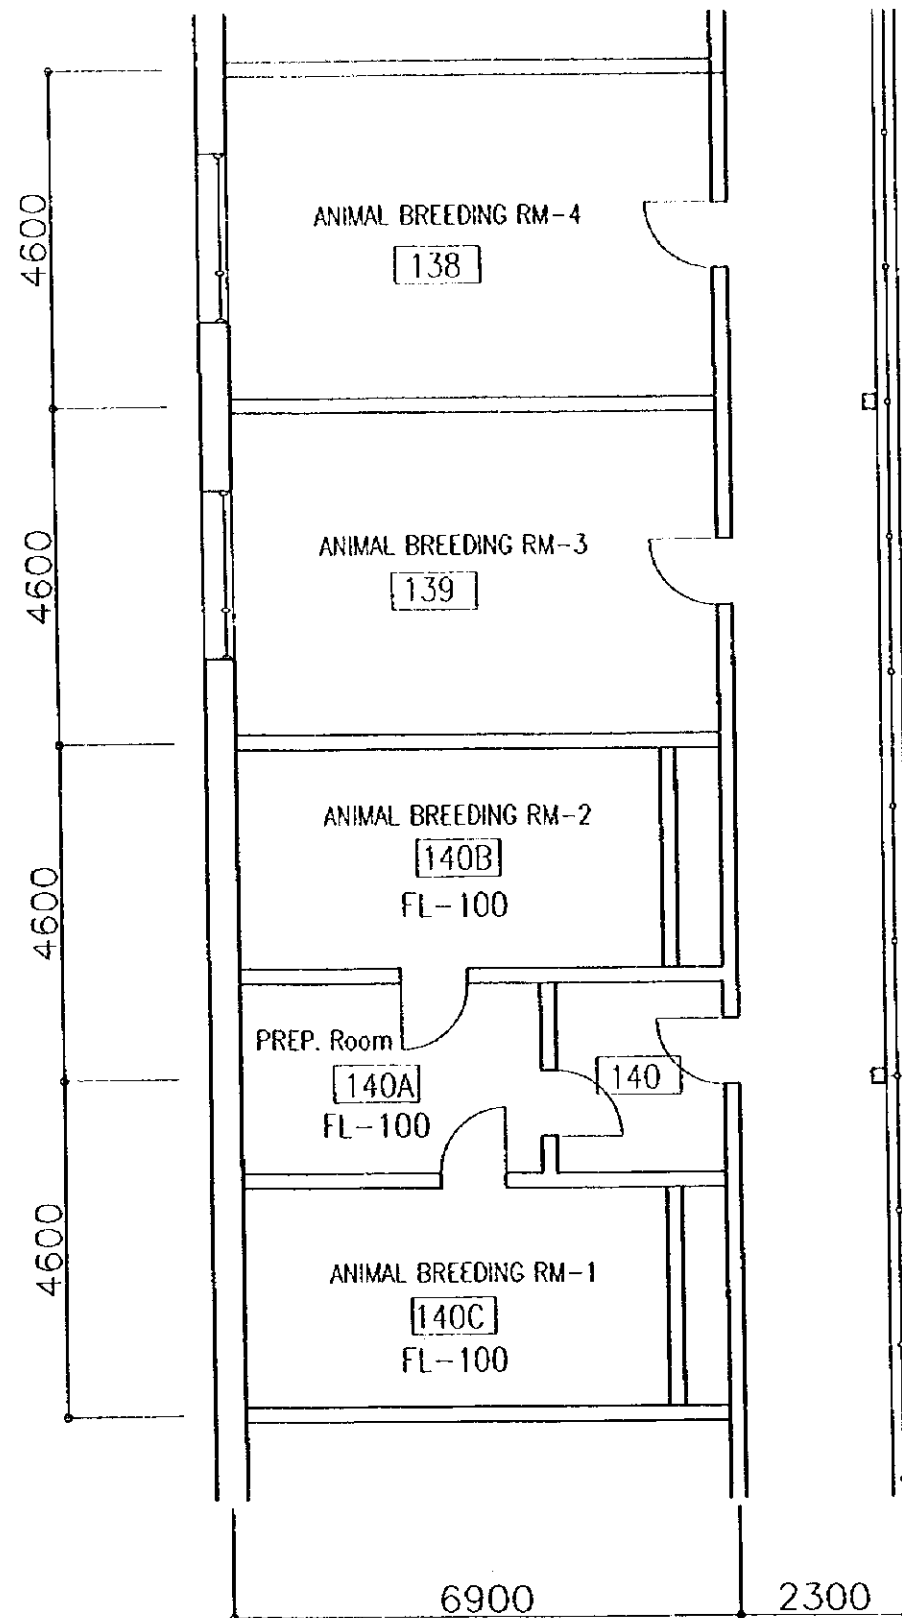 4600
ANIMAL BREEDING RM-4
138
4600
ANIMAL BREEDING RM-3
139
4600
ANIMAL BREEDING RM-2
140B
FL-100
PREP. Room
140A
FL-100
140
4600
ANIMAL BREEDING RM-1
140C
FL-100
6900
2300